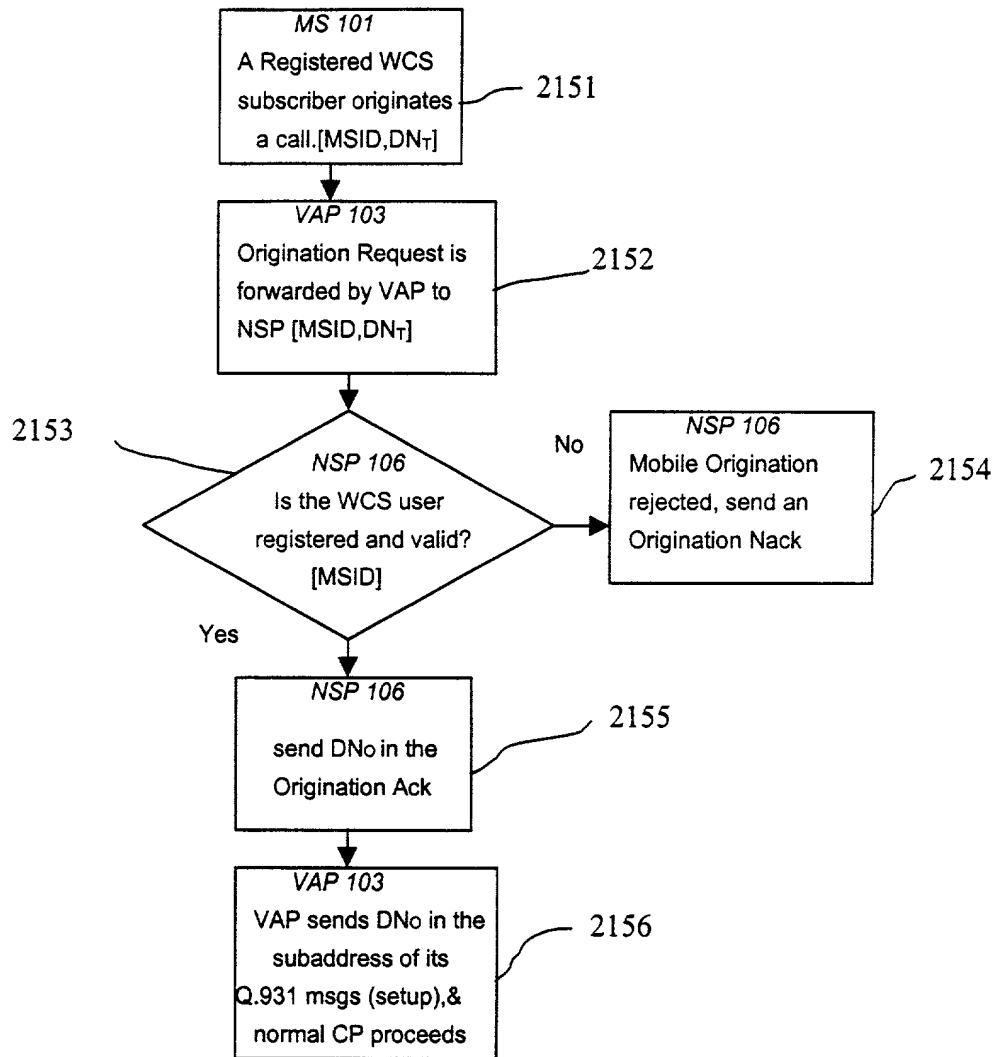 MS 101
A Registered WCS
subscriber originates
a call.[MSID,DNT]
2151
VAP 103
Origination Request is
forwarded by VAP to
NSP [MSID,DNT]
2152
2153
NSP 106
Is the WCS user
registered and valid?
[MSID]
No
NSP 106
Mobile Origination
rejected, send an
Origination Nack
2154
Yes
NSP 106
send DNO in the
Origination Ack
2155
VAP 103
VAP sends DNO in the
subaddress of its
Q.931 msgs (setup),&
normal CP proceeds
2156